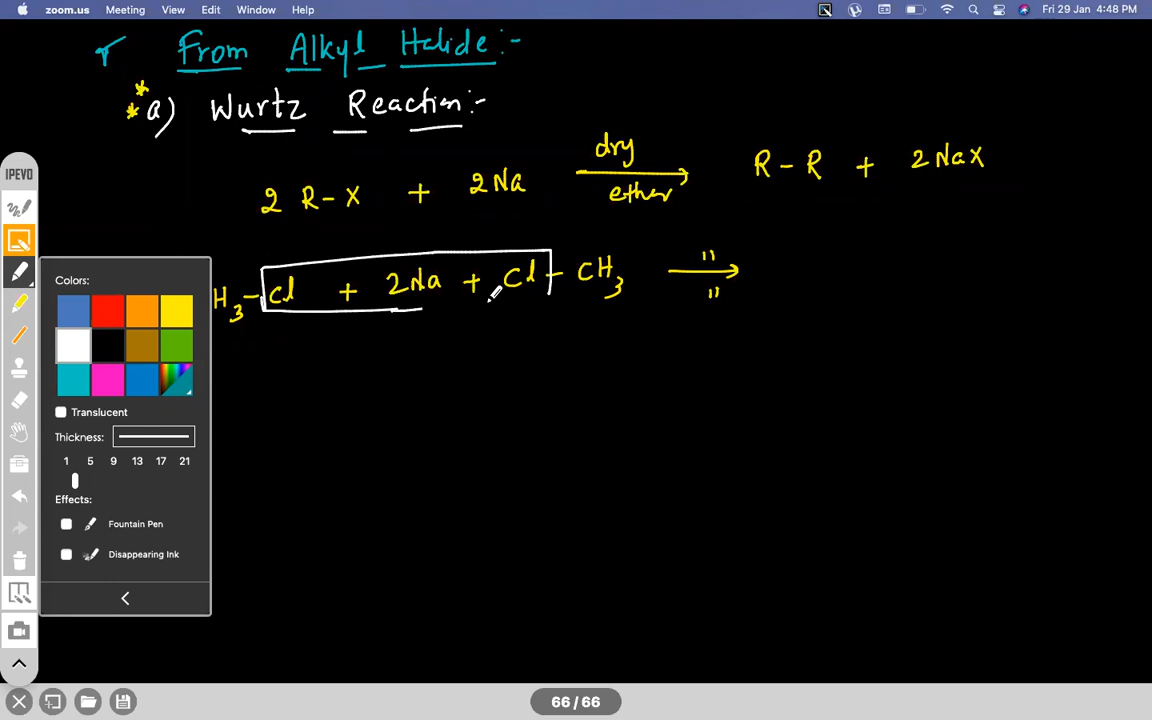 zoom.us Meeting View Edit Window Help Fri 29 Jan 4:48 PM
From Alkyl Halide:-
**a) Wurtz Reaction:-
2 R-X + 2Na dry ether → R-R + 2NaX
H3-Cl + 2Na + Cl-CH3 " " →
IPEVO
Colors:
Translucent
Thickness:
1 5 9 13 17 21
Effects:
Fountain Pen
Disappearing Ink
66 / 66